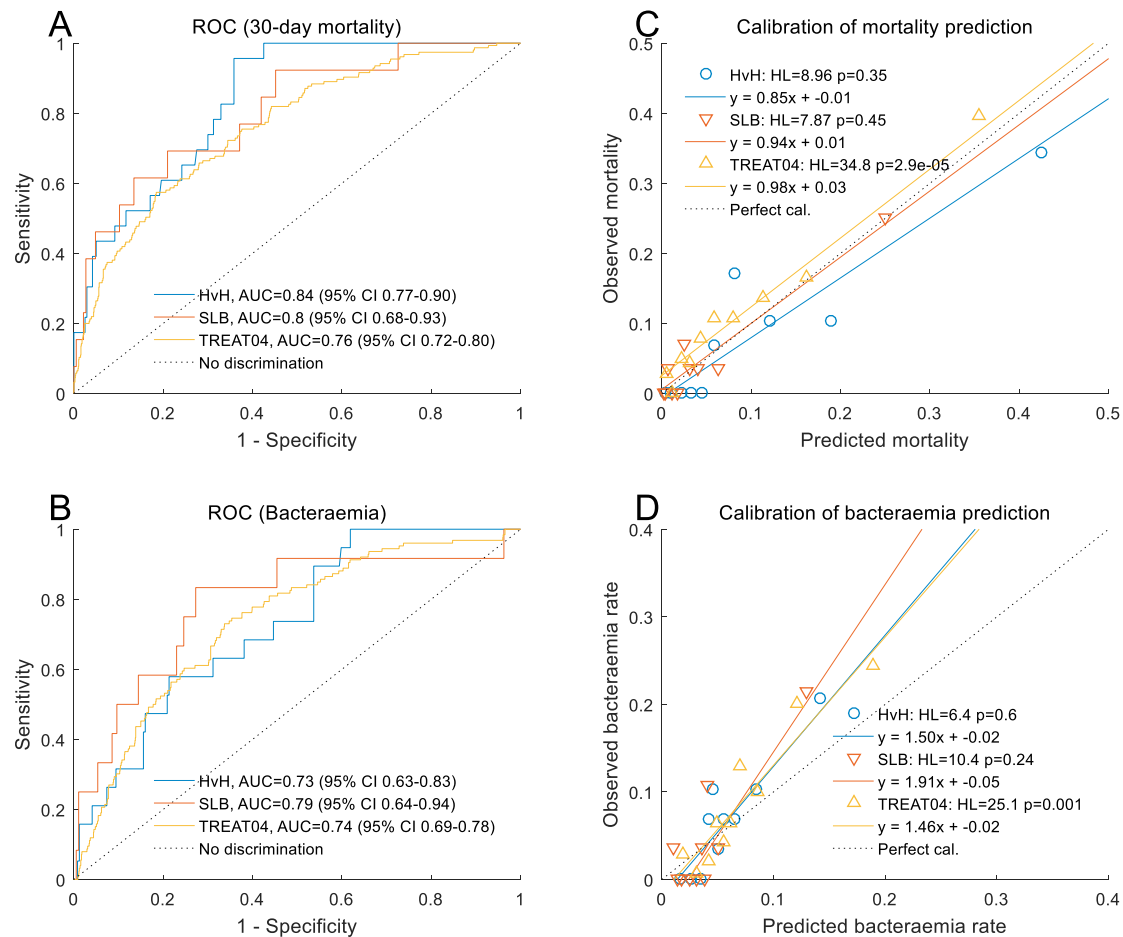 A
ROC (30-day mortality)
1
0.8
0.6
0.4
0.2
0
Sensitivity
HvH, AUC=0.84 (95% CI 0.77-0.90)
SLB, AUC=0.8 (95% CI 0.68-0.93)
TREAT04, AUC=0.76 (95% CI 0.72-0.80)
No discrimination
0 0.2 0.4 0.6 0.8 1
1 - Specificity
C
Calibration of mortality prediction
0.5
0.4
0.3
0.2
0.1
0
Observed mortality
HvH: HL=8.96 p=0.35
y = 0.85x + -0.01
SLB: HL=7.87 p=0.45
y = 0.94x + 0.01
TREAT04: HL=34.8 p=2.9e-05
y = 0.98x + 0.03
Perfect cal.
0 0.1 0.2 0.3 0.4 0.5
Predicted mortality
B
ROC (Bacteraemia)
1
0.8
0.6
0.4
0.2
0
Sensitivity
HvH, AUC=0.73 (95% CI 0.63-0.83)
SLB, AUC=0.79 (95% CI 0.64-0.94)
TREAT04, AUC=0.74 (95% CI 0.69-0.78)
No discrimination
0 0.2 0.4 0.6 0.8 1
1 - Specificity
D
Calibration of bacteraemia prediction
0.4
0.3
0.2
0.1
0
Observed bacteraemia rate
HvH: HL=6.4 p=0.6
y = 1.50x + -0.02
SLB: HL=10.4 p=0.24
y = 1.91x + -0.05
TREAT04: HL=25.1 p=0.001
y = 1.46x + -0.02
Perfect cal.
0 0.1 0.2 0.3 0.4
Predicted bacteraemia rate